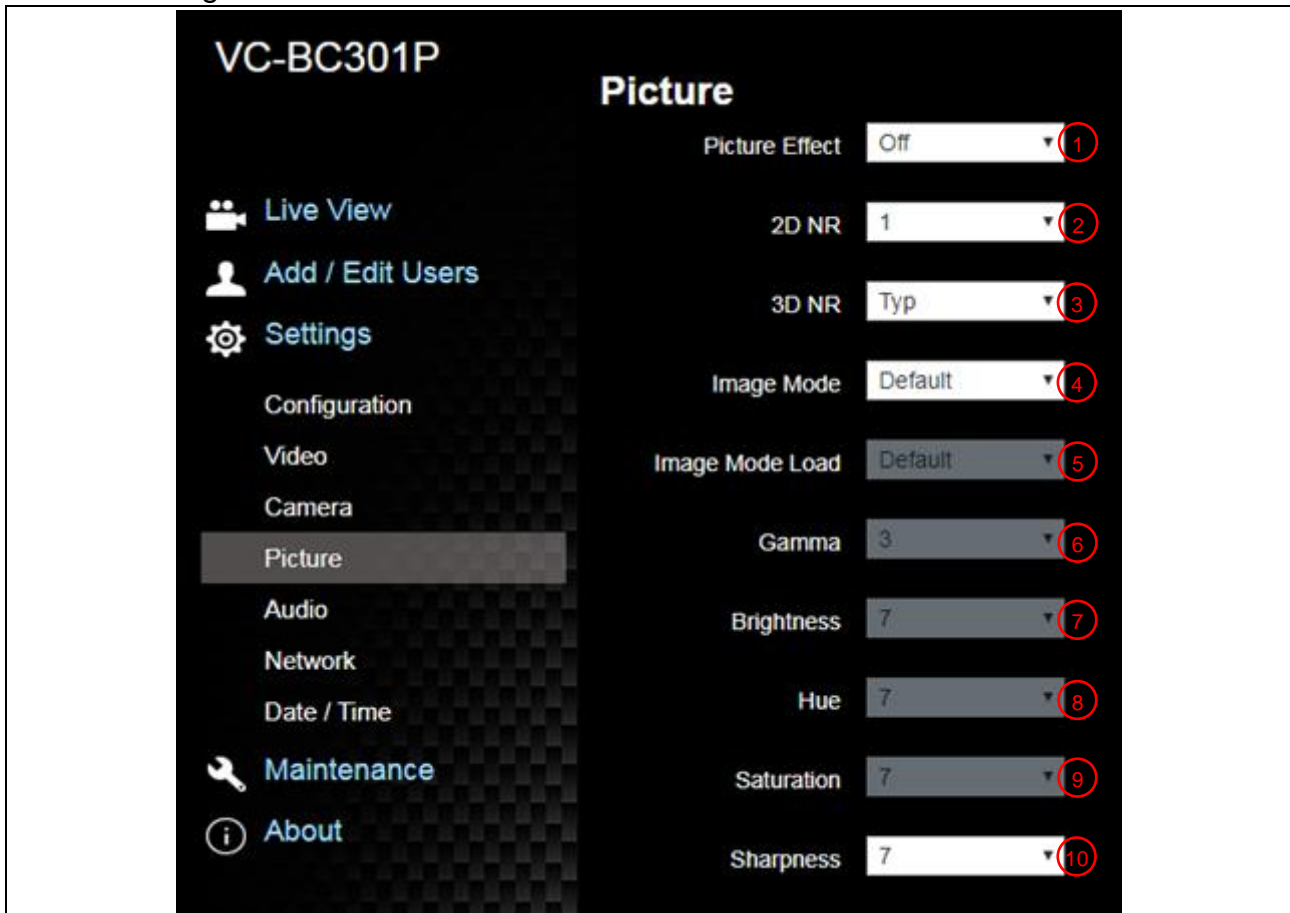 VC-BC301P
Live View
Add / Edit Users
Settings
Configuration
Video
Camera
Picture
Audio
Network
Date / Time
Maintenance
About
Picture
Picture Effect Off 1
2D NR 1 2
3D NR Typ 3
Image Mode Default 4
Image Mode Load Default 5
Gamma 3 6
Brightness 7 7
Hue 7 8
Saturation 7 9
Sharpness 7 10